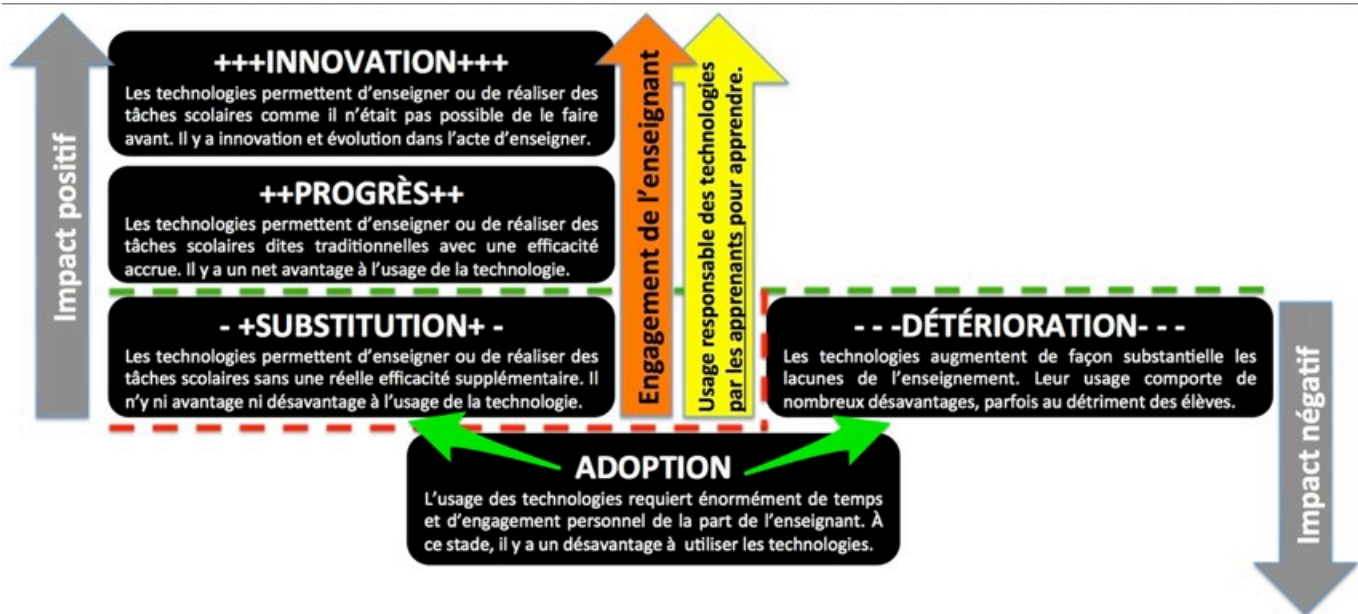 Impact positif
+++INNOVATION+++
Les technologies permettent d'enseigner ou de réaliser des
tâches scolaires comme il n'était pas possible de le faire
avant. Il y a innovation et évolution dans l'acte d'enseigner.
++PROGRÈS++
Les technologies permettent d'enseigner ou de réaliser des
tâches scolaires dites traditionnelles avec une efficacité
accrue. Il y a un net avantage à l'usage de la technologie.
- +SUBSTITUTION+ -
Les technologies permettent d'enseigner ou de réaliser des
tâches scolaires sans une réelle efficacité supplémentaire. Il
n'y ni avantage ni désavantage à l'usage de la technologie.
Engagement de l'enseignant
Usage responsable des technologies
par les apprenants pour apprendre.
- - -DÉTÉRIORATION- - -
Les technologies augmentent de façon substantielle les
lacunes de l'enseignement. Leur usage comporte de
nombreux désavantages, parfois au détriment des élèves.
Impact négatif
ADOPTION
L'usage des technologies requiert énormément de temps
et d'engagement personnel de la part de l'enseignant. À
ce stade, il y a un désavantage à utiliser les technologies.